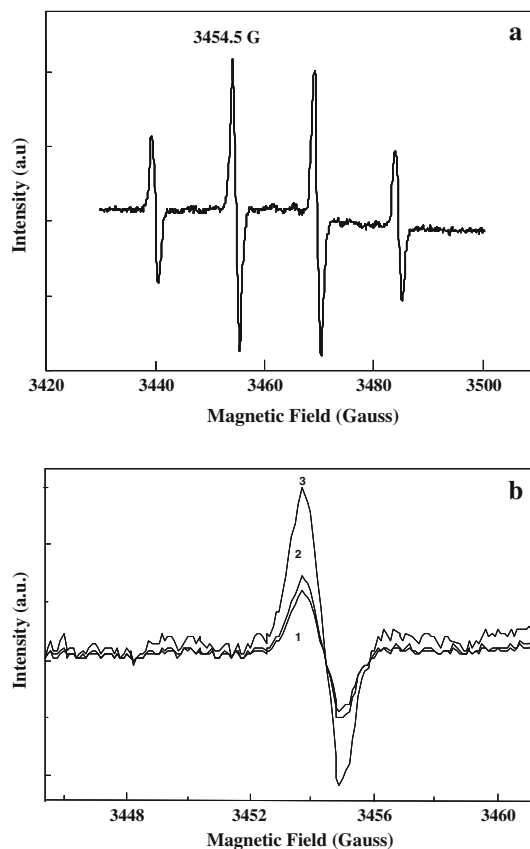 a
3454.5 G
Intensity (a.u)
3420 3440 3460 3480 3500
Magnetic Field (Gauss)
b
3
2
1
Intensity (a.u.)
3448 3452 3456 3460
Magnetic Field (Gauss)